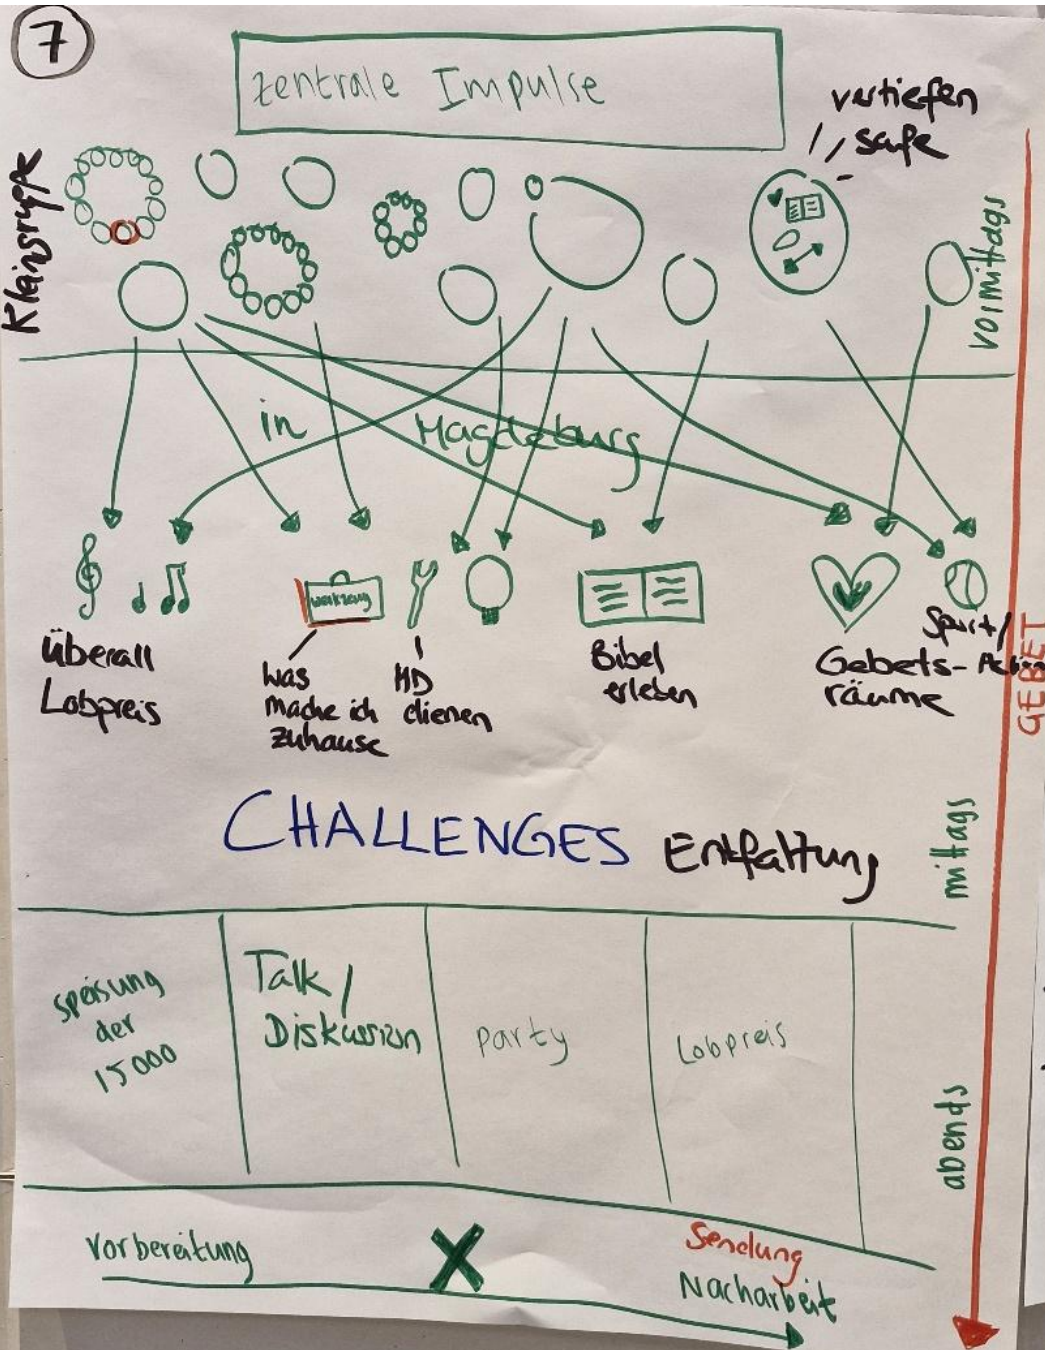 7
zentrale Impulse
vertiefen
safe
Kleingruppe
vormittags
in Magdeburg
Werkzeug
Überall
Lobpreis
was
mache ich
zuhause
HD
dienen
Bibel
erleben
Gebets-
räume
Sport/
Action
GEBET
CHALLENGES Entfaltung
mittags
Speisung
der
15000
Talk/
Diskussion
Party
Lobpreis
abends
Vorbereitung
X
Sendung
Nacharbeit